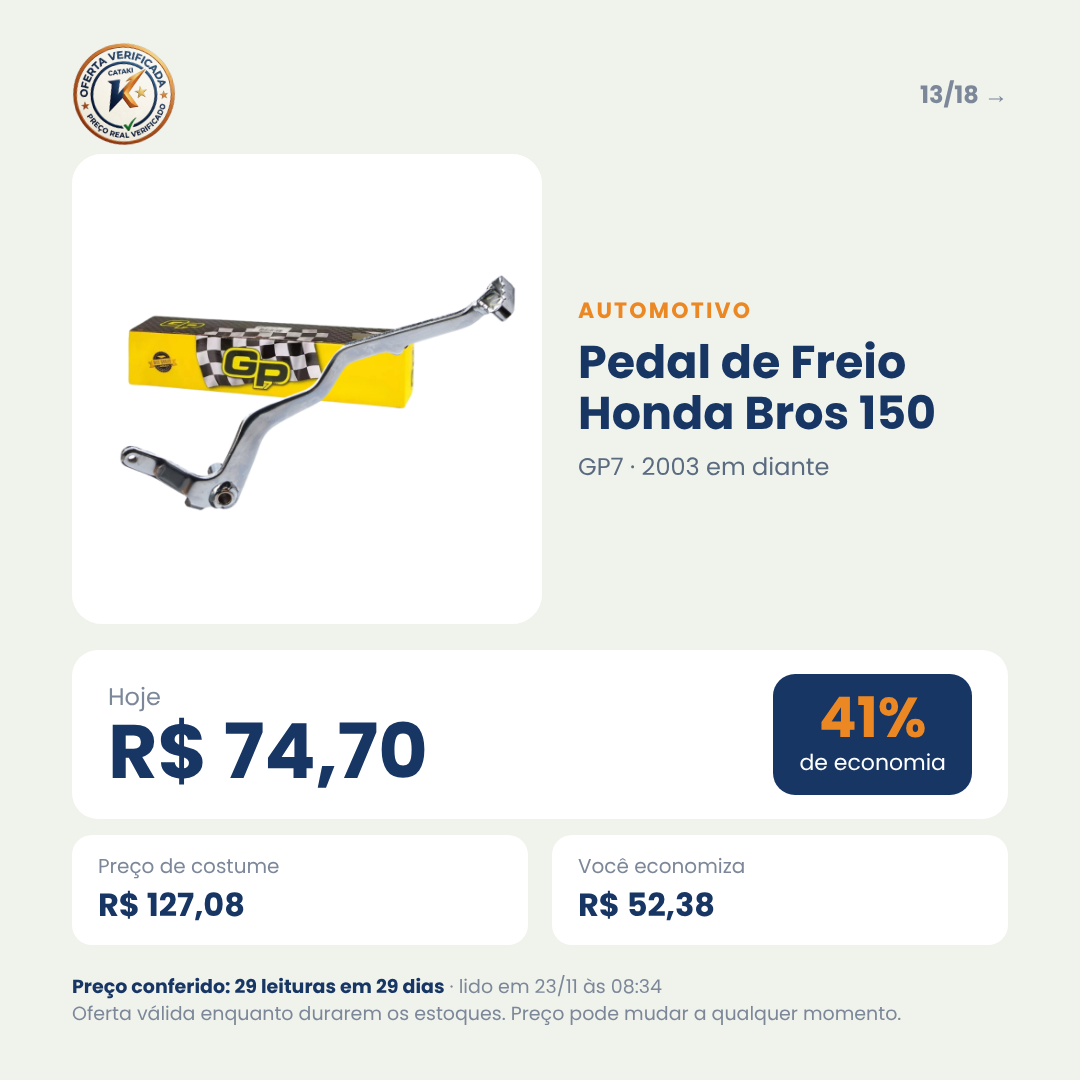 OFERTA VERIFICADA
CATAKI
K
PREÇO REAL VERIFICADO
13/18 →
GP
GP
AUTOMOTIVO
Pedal de Freio
Honda Bros 150
GP7 · 2003 em diante
Hoje
R$ 74,70
41%
de economia
Preço de costume
R$ 127,08
Você economiza
R$ 52,38
Preço conferido: 29 leituras em 29 dias · lido em 23/11 às 08:34
Oferta válida enquanto durarem os estoques. Preço pode mudar a qualquer momento.